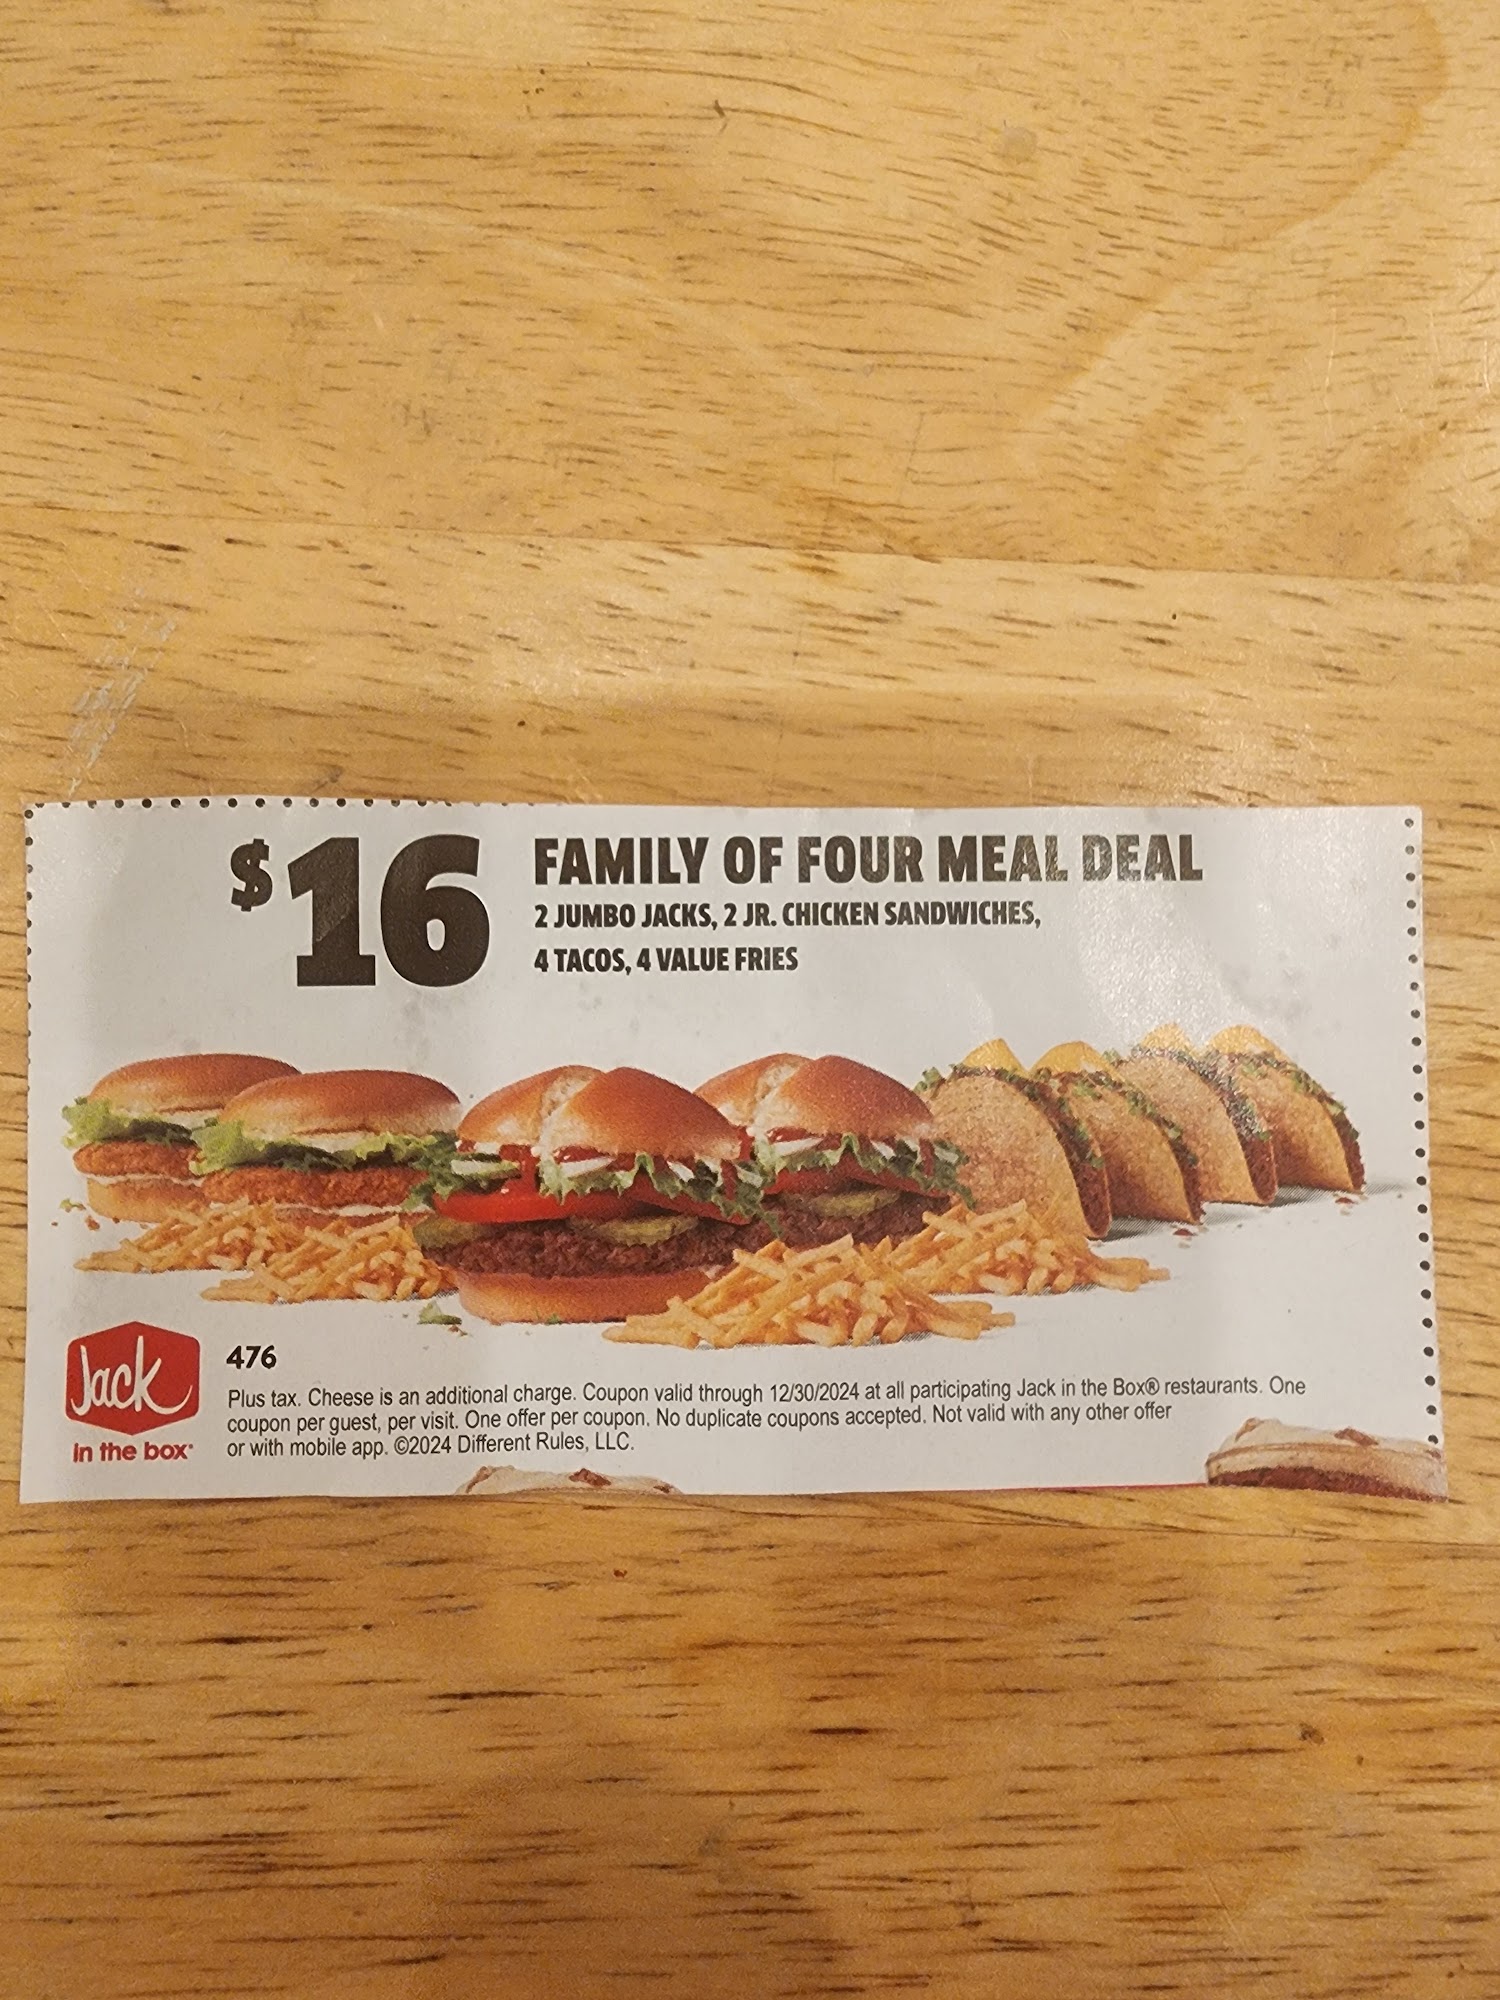 $16
FAMILY OF FOUR MEAL DEAL
2 JUMBO JACKS, 2 JR. CHICKEN SANDWICHES,
4 TACOS, 4 VALUE FRIES
Jack
in the box®
476
Plus tax. Cheese is an additional charge. Coupon valid through 12/30/2024 at all participating Jack in the Box® restaurants. One
coupon per guest, per visit. One offer per coupon. No duplicate coupons accepted. Not valid with any other offer
or with mobile app. ©2024 Different Rules, LLC.